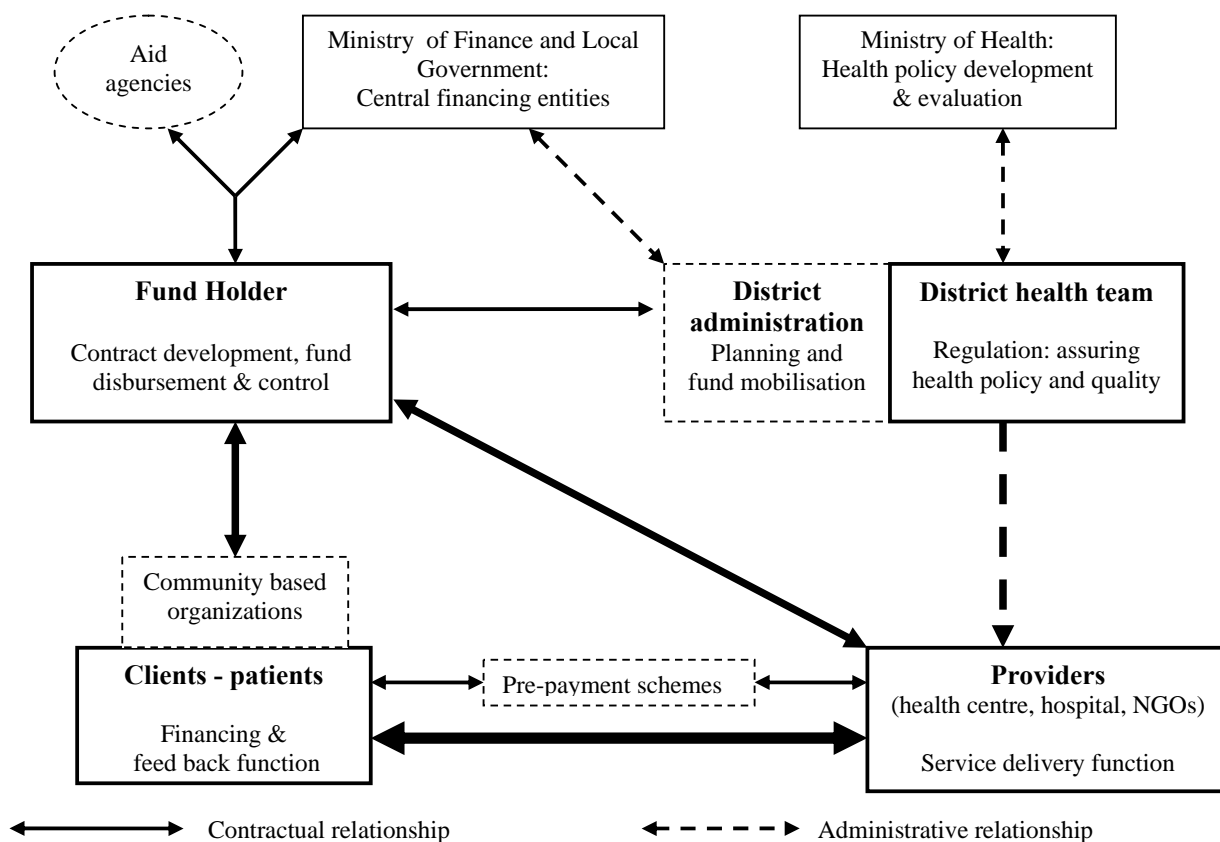 Aid
agencies
Ministry of Finance and Local
Government:
Central financing entities
Ministry of Health:
Health policy development
& evaluation
Fund Holder
Contract development, fund
disbursement & control
District
administration
Planning and
fund mobilisation
District health team
Regulation: assuring
health policy and quality
Community based
organizations
Clients - patients
Financing &
feed back function
Pre-payment schemes
Providers
(health centre, hospital, NGOs)
Service delivery function
Contractual relationship
Administrative relationship